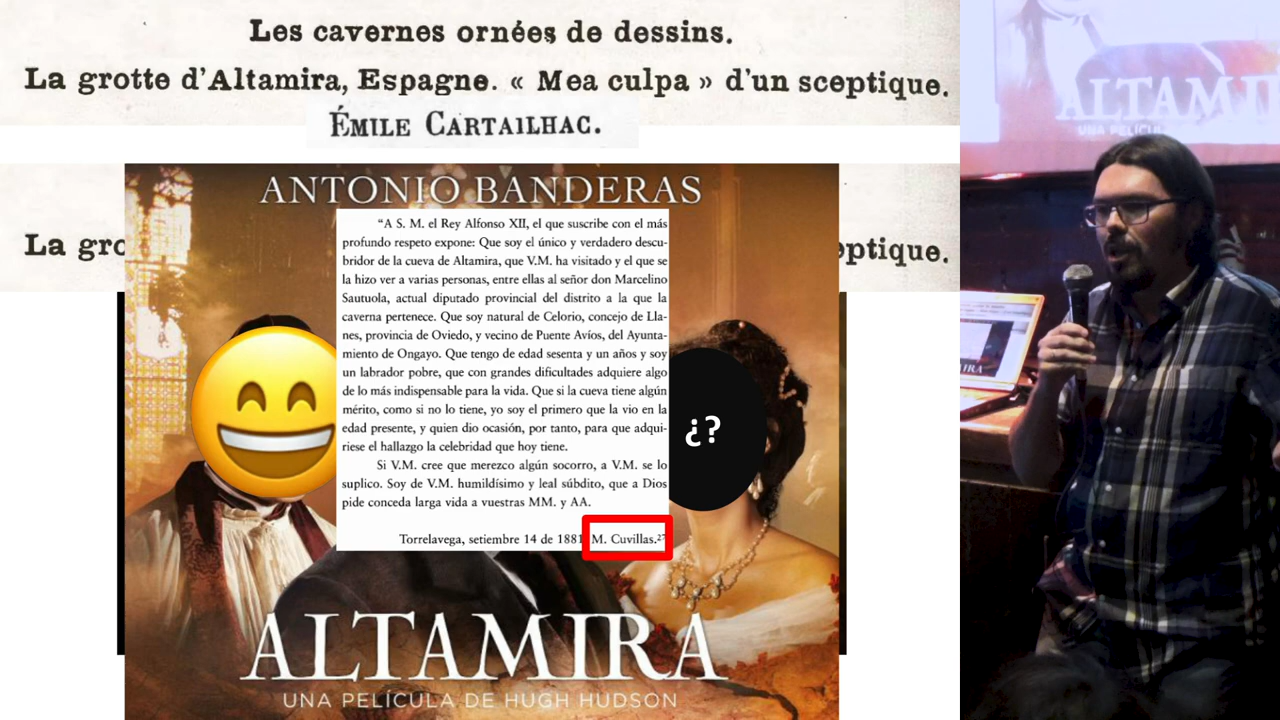 Les cavernes ornées de dessins.
La grotte d'Altamira, Espagne. « Mea culpa » d'un sceptique.
ÉMILE CARTAILHAC.
ANTONIO BANDERAS
La gro
eptique.
“A S. M. el Rey Alfonso XII, el que suscribe con el más
profundo respeto expone: Que soy el único y verdadero descu-
bridor de la cueva de Altamira, que V.M. ha visitado y el que se
la hizo ver a varias personas, entre ellas al señor don Marcelino
Sautuola, actual diputado provincial del distrito a la que la
caverna pertenece. Que soy natural de Celorio, concejo de Lla-
nes, provincia de Oviedo, y vecino de Puente Avíos, del Ayunta-
miento de Ongayo. Que tengo de edad sesenta y un años y soy
un labrador pobre, que con grandes dificultades adquiere algo
de lo más indispensable para la vida. Que si la cueva tiene algún
mérito, como si no lo tiene, yo soy el primero que la vio en la
edad presente, y quien dio ocasión, por tanto, para que adqui-
riese el hallazgo la celebridad que hoy tiene.
Si V.M. cree que merezco algún socorro, a V.M. se lo
suplico. Soy de V.M. humildísimo y leal súbdito, que a Dios
pide conceda larga vida a vuestras MM. y AA.
Torrelavega, setiembre 14 de 1881 M. Cuvillas.²⁷
¿?
ALTAMIRA
UNA PELÍCULA DE HUGH HUDSON
ALTAMI
UNA PELÍCU